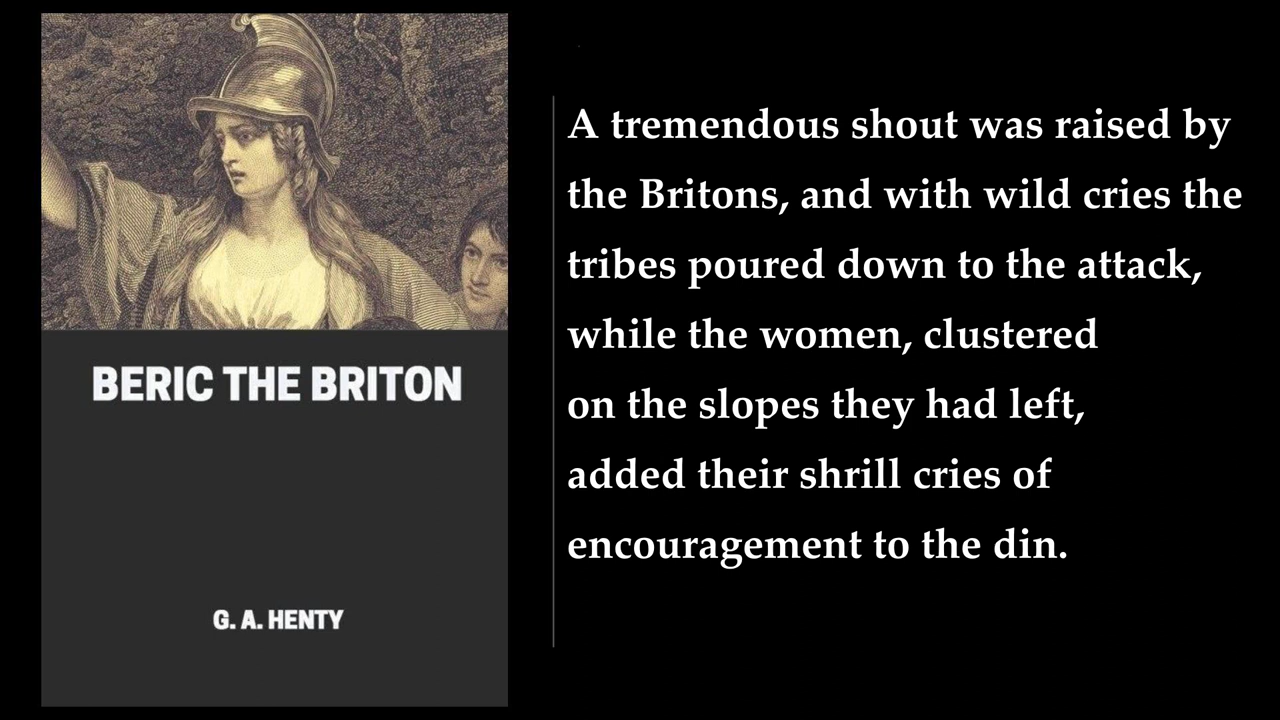 BERIC THE BRITON
G. A. HENTY
A tremendous shout was raised by
the Britons, and with wild cries the
tribes poured down to the attack,
while the women, clustered
on the slopes they had left,
added their shrill cries of
encouragement to the din.